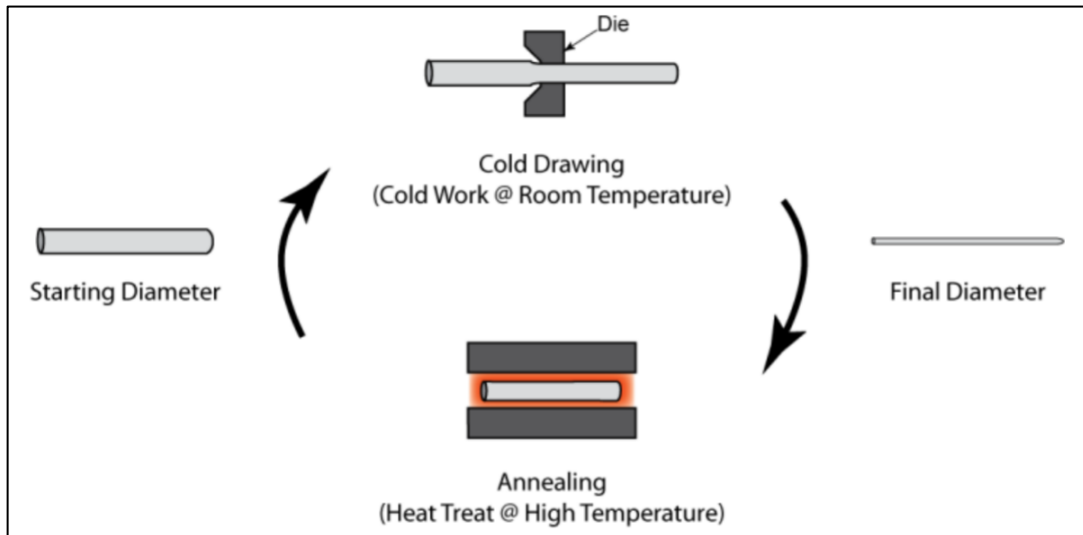 Die
Cold Drawing
(Cold Work @ Room Temperature)
Starting Diameter
Final Diameter
Annealing
(Heat Treat @ High Temperature)